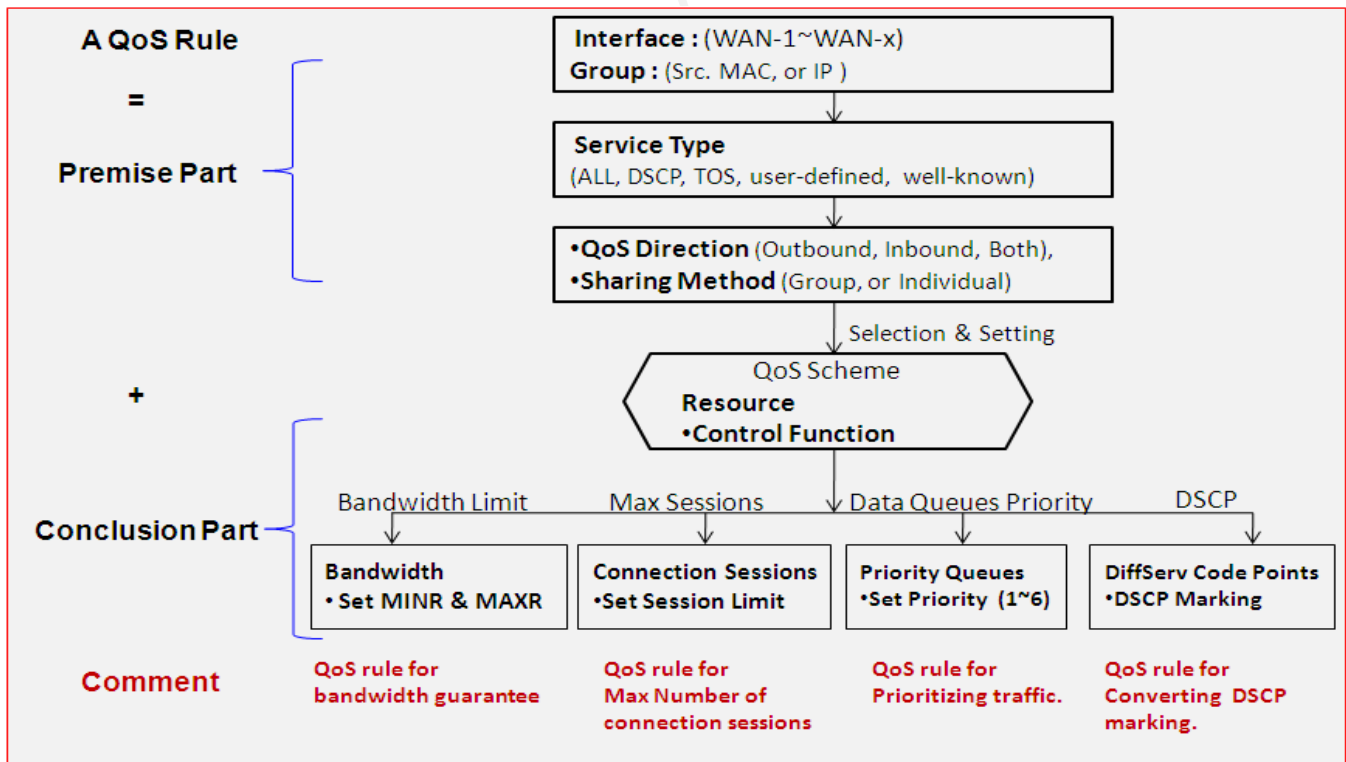 A QoS Rule
=
Premise Part
+
Conclusion Part
Comment
Interface : (WAN-1~WAN-x)
Group : (Src. MAC, or IP )
Service Type
(ALL, DSCP, TOS, user-defined, well-known)
•QoS Direction (Outbound, Inbound, Both),
•Sharing Method (Group, or Individual)
Selection & Setting
QoS Scheme
Resource
•Control Function
Bandwidth Limit
Max Sessions
Data Queues Priority
DSCP
Bandwidth
• Set MINR & MAXR
Connection Sessions
•Set Session Limit
Priority Queues
•Set Priority (1~6)
DiffServ Code Points
•DSCP Marking
QoS rule for
bandwidth guarantee
QoS rule for
Max Number of
connection sessions
QoS rule for
Prioritizing traffic.
QoS rule for
Converting DSCP
marking.